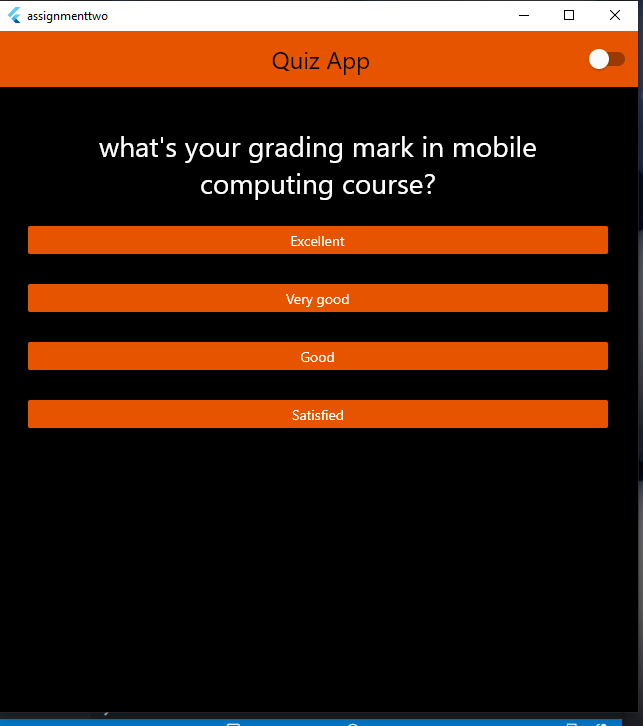 assignmenttwo
Quiz App
what's your grading mark in mobile
computing course?
Excellent
Very good
Good
Satisfied